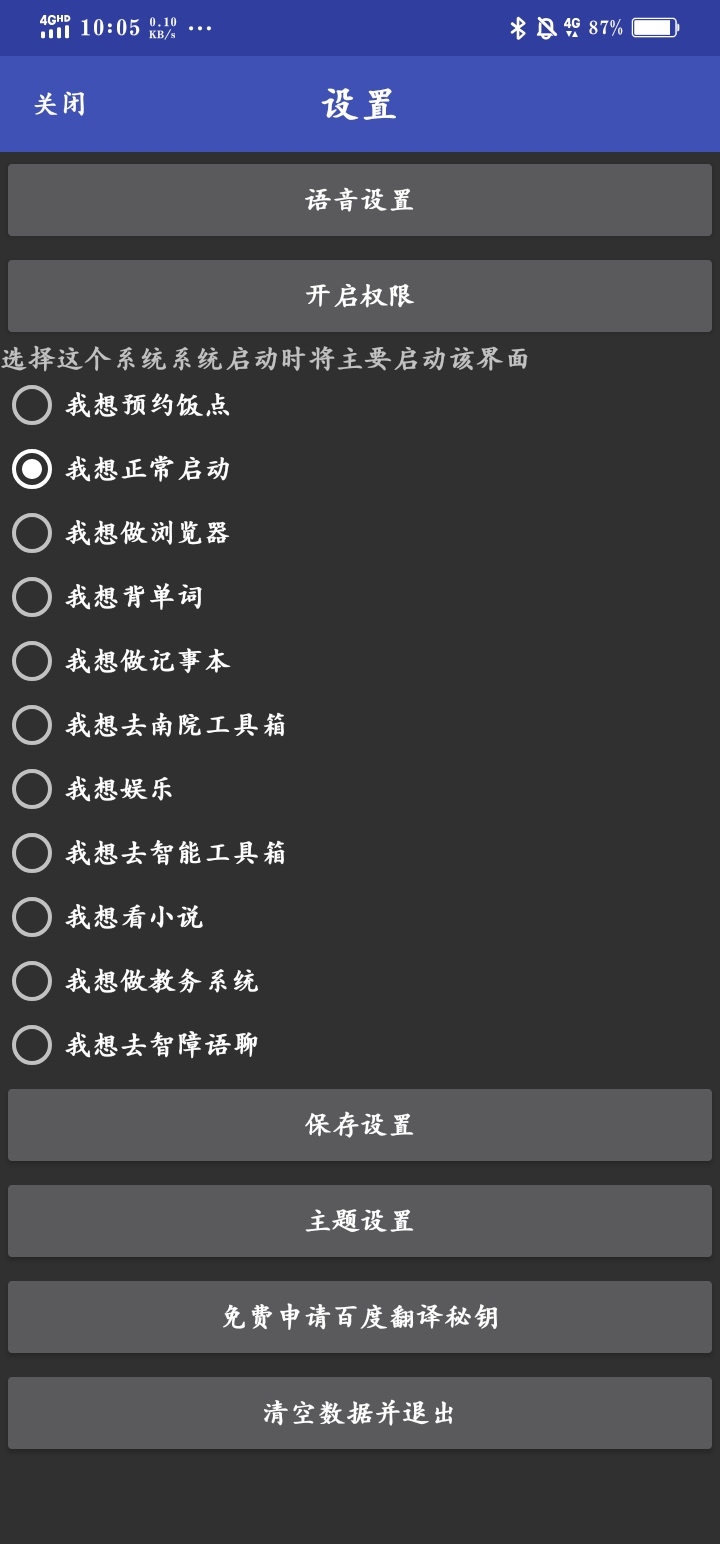 4GHD 10:05 0.10 KB/s ... 4G 87%
关闭 设置
语音设置
开启权限
选择这个系统系统启动时将主要启动该界面
我想预约饭点
我想正常启动
我想做浏览器
我想背单词
我想做记事本
我想去南院工具箱
我想娱乐
我想去智能工具箱
我想看小说
我想做教务系统
我想去智障语聊
保存设置
主题设置
免费申请百度翻译秘钥
清空数据并退出